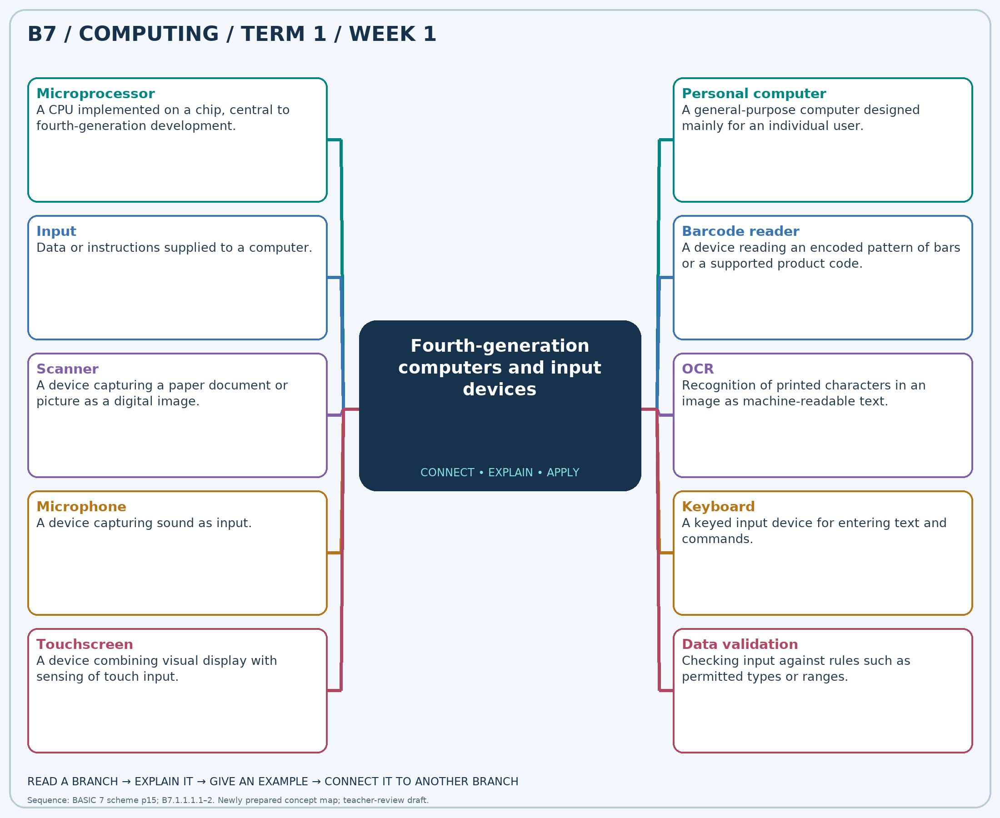 B7 / COMPUTING / TERM 1 / WEEK 1
Microprocessor
A CPU implemented on a chip, central to
fourth-generation development.
Input
Data or instructions supplied to a computer.
Scanner
A device capturing a paper document or
picture as a digital image.
Microphone
A device capturing sound as input.
Touchscreen
A device combining visual display with
sensing of touch input.
Fourth-generation
computers and input
devices
CONNECT • EXPLAIN • APPLY
Personal computer
A general-purpose computer designed
mainly for an individual user.
Barcode reader
A device reading an encoded pattern of bars
or a supported product code.
OCR
Recognition of printed characters in an
image as machine-readable text.
Keyboard
A keyed input device for entering text and
commands.
Data validation
Checking input against rules such as
permitted types or ranges.
READ A BRANCH → EXPLAIN IT → GIVE AN EXAMPLE → CONNECT IT TO ANOTHER BRANCH
Sequence: BASIC 7 scheme p15; B7.1.1.1.1–2. Newly prepared concept map; teacher-review draft.